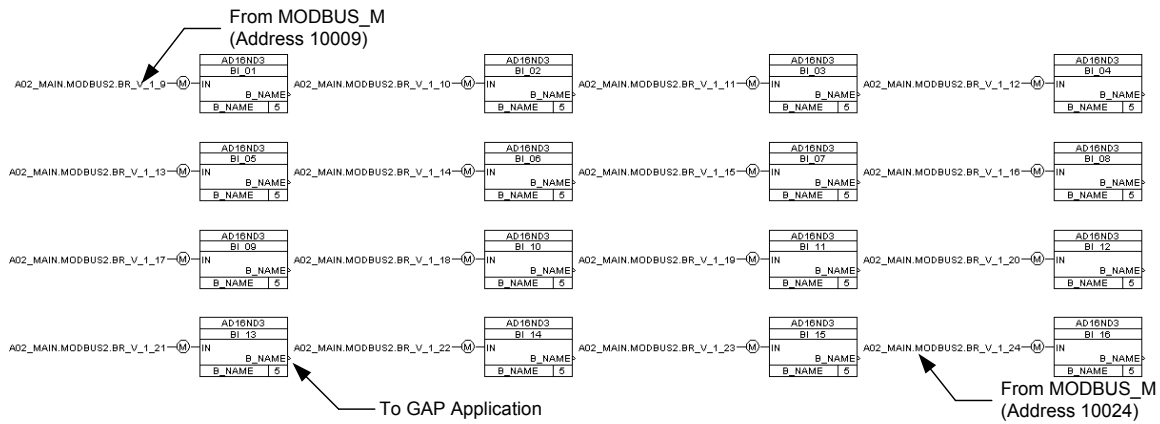 From MODBUS_M
(Address 10009)
AD16ND3 AD16ND3 AD16ND3 AD16ND3
BI_01 BI_02 BI_03 BI_04
A02_MAIN.MODBUS2.BR_V_1_9 M IN A02_MAIN.MODBUS2.BR_V_1_10 M IN A02_MAIN.MODBUS2.BR_V_1_11 M IN A02_MAIN.MODBUS2.BR_V_1_12 M IN
B_NAME B_NAME B_NAME B_NAME
B_NAME 5 B_NAME 5 B_NAME 5 B_NAME 5
AD16ND3 AD16ND3 AD16ND3 AD16ND3
BI_05 BI_06 BI_07 BI_08
A02_MAIN.MODBUS2.BR_V_1_13 M IN A02_MAIN.MODBUS2.BR_V_1_14 M IN A02_MAIN.MODBUS2.BR_V_1_15 M IN A02_MAIN.MODBUS2.BR_V_1_16 M IN
B_NAME B_NAME B_NAME B_NAME
B_NAME 5 B_NAME 5 B_NAME 5 B_NAME 5
AD16ND3 AD16ND3 AD16ND3 AD16ND3
BI_09 BI_10 BI_11 BI_12
A02_MAIN.MODBUS2.BR_V_1_17 M IN A02_MAIN.MODBUS2.BR_V_1_18 M IN A02_MAIN.MODBUS2.BR_V_1_19 M IN A02_MAIN.MODBUS2.BR_V_1_20 M IN
B_NAME B_NAME B_NAME B_NAME
B_NAME 5 B_NAME 5 B_NAME 5 B_NAME 5
AD16ND3 AD16ND3 AD16ND3 AD16ND3
BI_13 BI_14 BI_15 BI_16
A02_MAIN.MODBUS2.BR_V_1_21 M IN A02_MAIN.MODBUS2.BR_V_1_22 M IN A02_MAIN.MODBUS2.BR_V_1_23 M IN A02_MAIN.MODBUS2.BR_V_1_24 M IN
B_NAME B_NAME B_NAME B_NAME
B_NAME 5 B_NAME 5 B_NAME 5 B_NAME 5
To GAP Application
From MODBUS_M
(Address 10024)